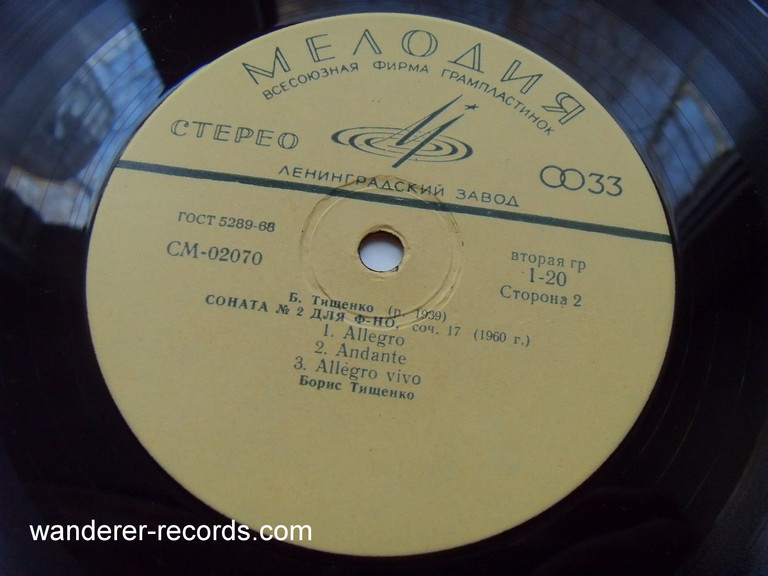 МЕЛОДИЯ
ВСЕСОЮЗНАЯ ФИРМА ГРАМПЛАСТИНОК
СТЕРЕО
33
ЛЕНИНГРАДСКИЙ ЗАВОД
ГОСТ 5289-68
СМ-02070
вторая гр
1-20
Сторона 2
Б. Тищенко (р. 1939)
СОНАТА № 2 ДЛЯ Ф-НО, соч. 17 (1960 г.)
1. Allegro
2. Andante
3. Allegro vivo
Борис Тищенко
wanderer-records.com